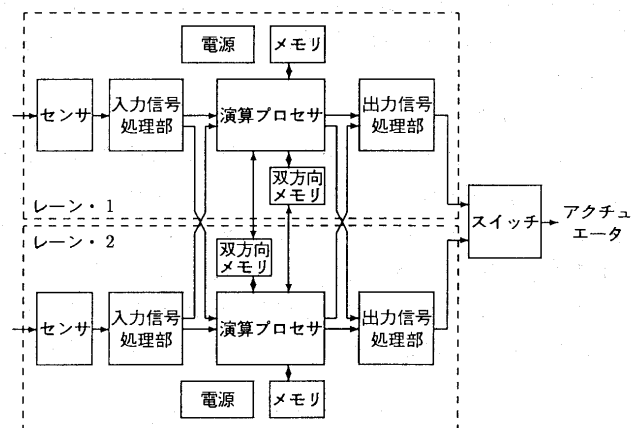 電源
メモリ
センサ
入力信号
処理部
演算プロセサ
出力信号
処理部
双方向
メモリ
レーン・1
スイッチ
アクチュ
エータ
レーン・2
双方向
メモリ
センサ
入力信号
処理部
演算プロセサ
出力信号
処理部
電源
メモリ